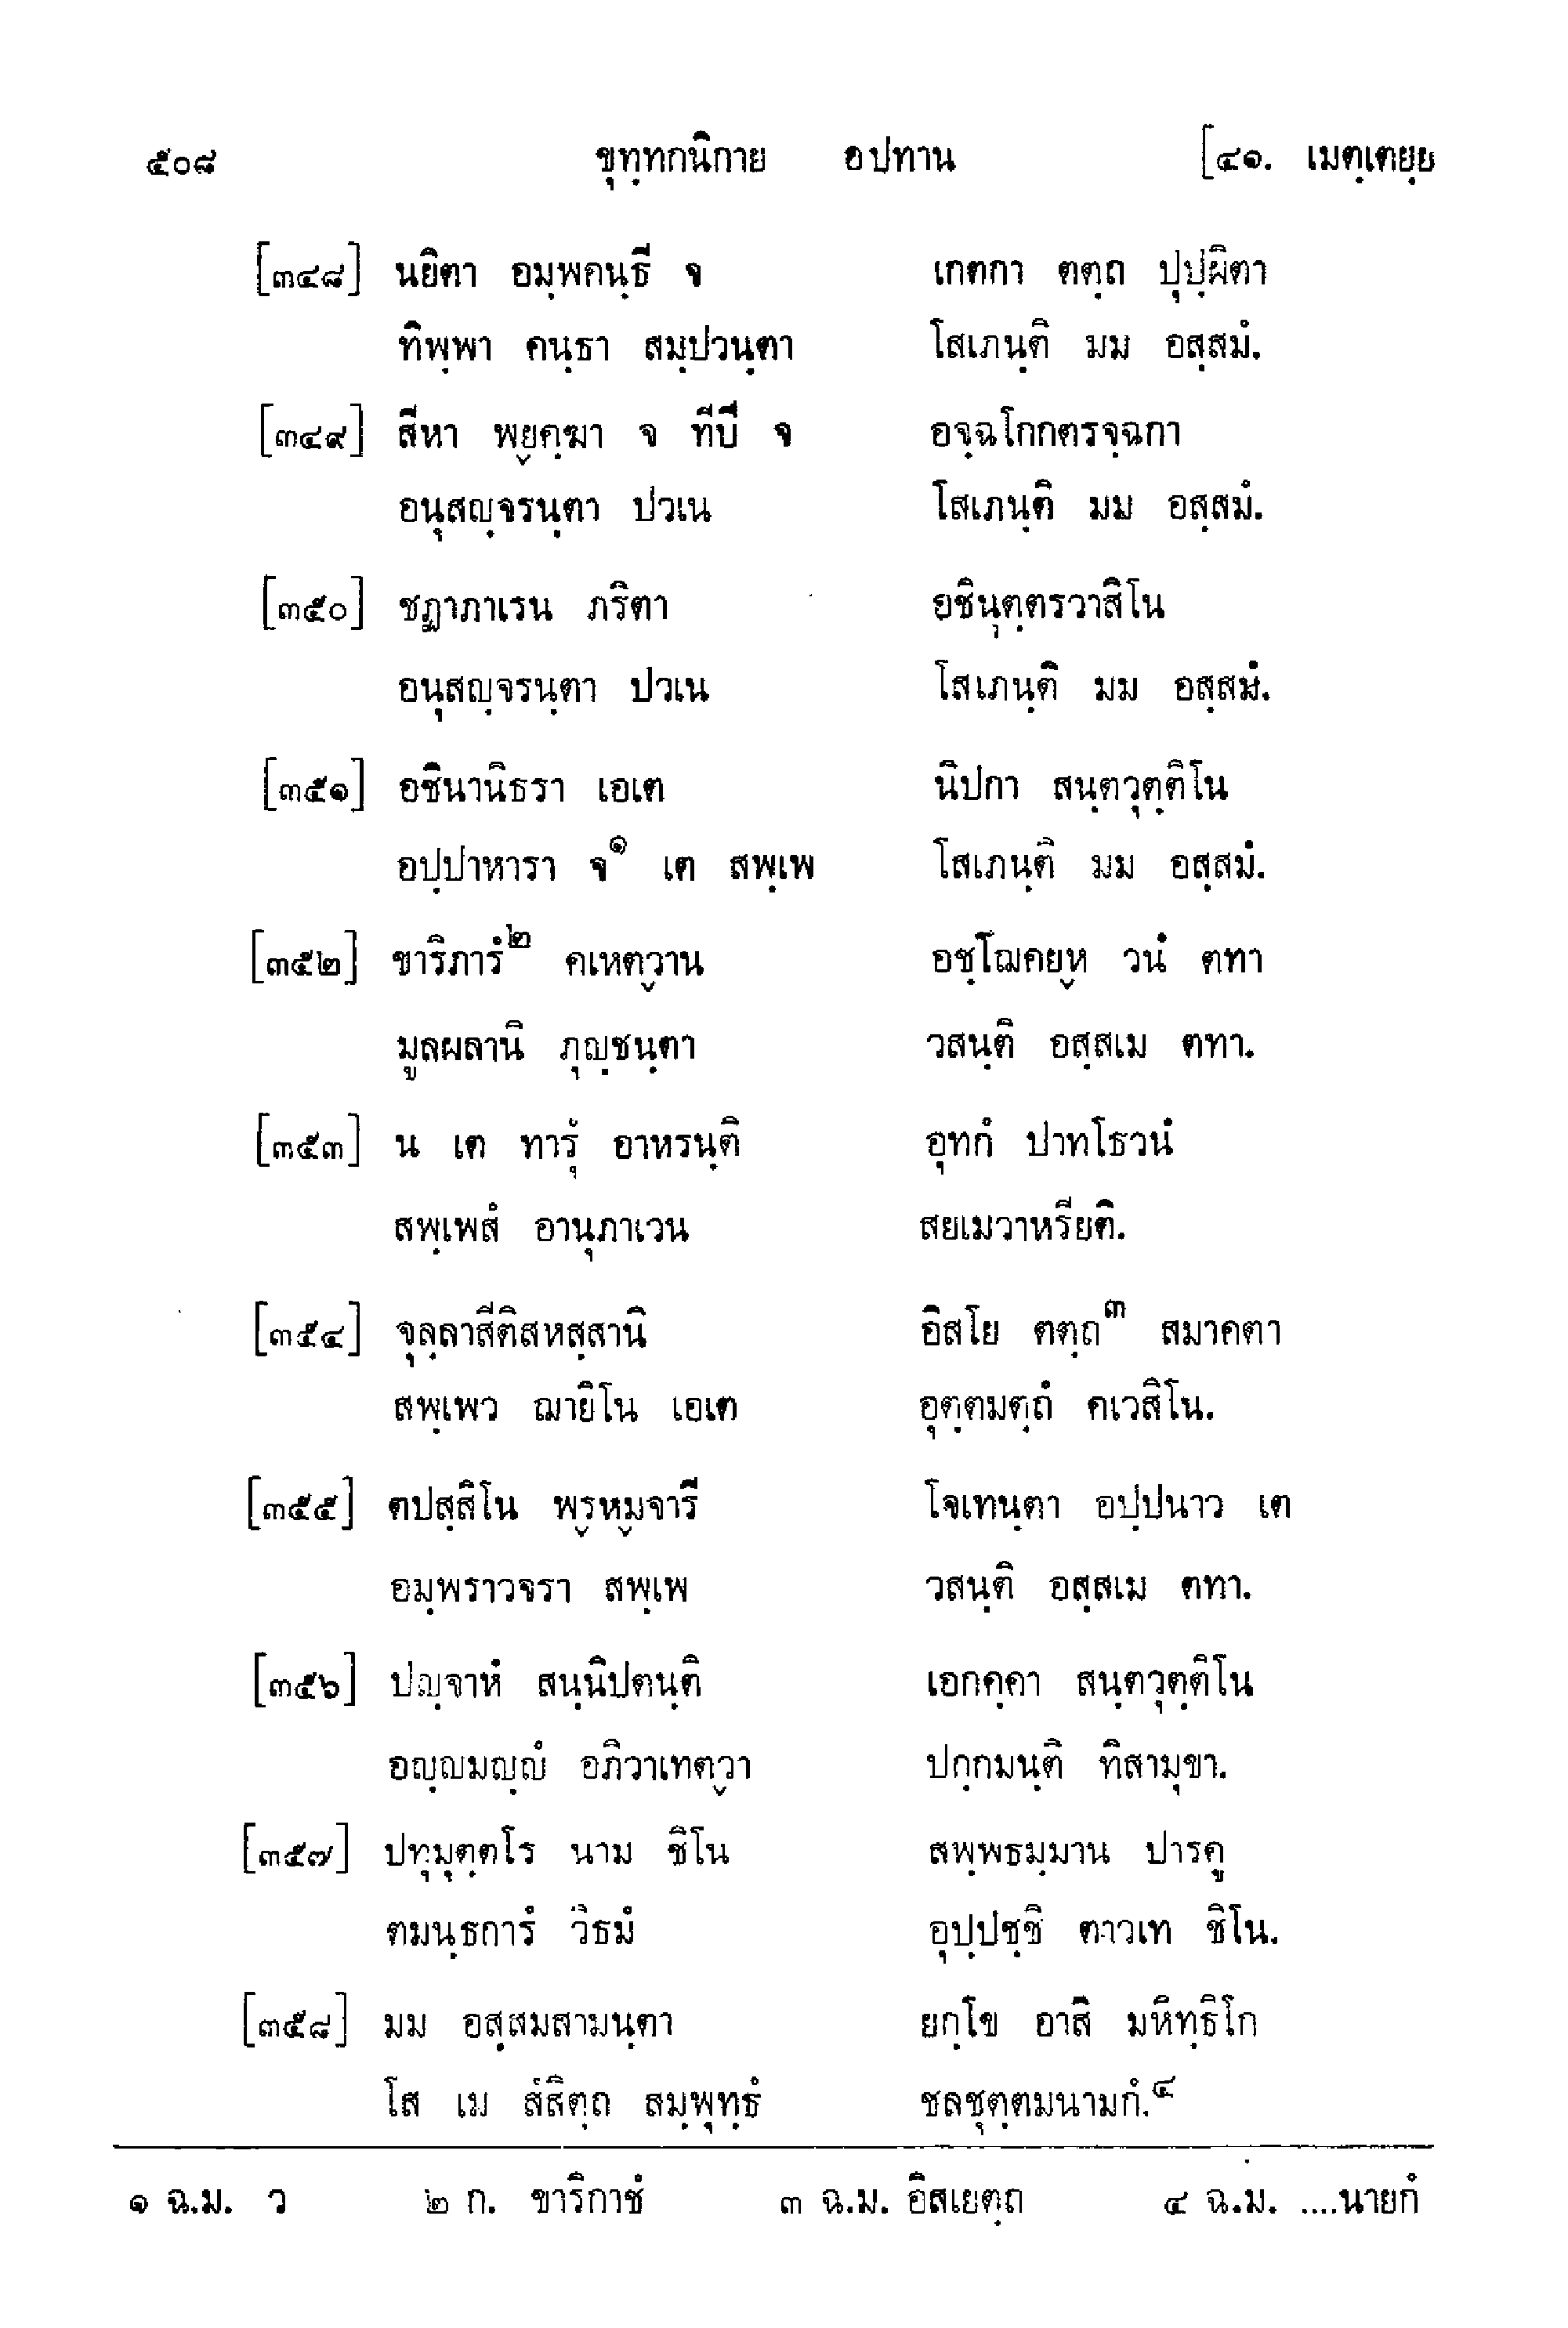 ๕๐๘ ขุทฺทกนิกาย อปทาน [๔๑. เมตฺเตยฺย
[๓๔๘] นยิตา อมฺพคนฺธี จ เกตกา ตตฺถ ปุปฺผิตา
ทิพฺพา คนฺธา สมฺปวนฺตา โสเภนฺติ มม อสฺสมํ.
[๓๔๙] สีหา พฺยคฺฆา จ ทีปี จ อจฺฉโกกตรจฺฉกา
อนุสญฺจรนฺตา ปวเน โสเภนฺติ มม อสฺสมํ.
[๓๕๐] ชฏาภาเรน ภริตา อชินุตฺตรวาสิโน
อนุสญฺจรนฺตา ปวเน โสเภนฺติ มม อสฺสมํ.
[๓๕๑] อชินานิธรา เอเต นิปกา สนฺตวุตฺติโน
อปฺปาหารา จ๑ เต สพฺเพ โสเภนฺติ มม อสฺสมํ.
[๓๕๒] ขาริภารํ๒ คเหตฺวาน อชฺโฌคยฺห วนํ ตทา
มูลผลานิ ภุญฺชนฺตา วสนฺติ อสฺสเม ตทา.
[๓๕๓] น เต ทารุํ อาหรนฺติ อุทกํ ปาทโธวนํ
สพฺเพสํ อานุภาเวน สยเมวาหรียติ.
[๓๕๔] จุลฺลาสีติสหสฺสานิ อิสโย ตตฺถ๓ สมาคตา
สพฺเพว ฌายิโน เอเต อุตฺตมตฺถํ คเวสิโน.
[๓๕๕] ตปสฺสิโน พฺรหฺมจารี โจเทนฺตา อปฺปนาว เต
อมฺพราวจรา สพฺเพ วสนฺติ อสฺสเม ตทา.
[๓๕๖] ปญฺจาหํ สนฺนิปตนฺติ เอกคฺคา สนฺตวุตฺติโน
อญฺญมญฺญํ อภิวาเทตฺวา ปกฺกมนฺติ ทิสามุขา.
[๓๕๗] ปทุมุตฺตโร นาม ชิโน สพฺพธมฺมาน ปารคู
ตมนฺธการํ วิธมํ อุปฺปชฺชิ ตาวเท ชิโน.
[๓๕๘] มม อสฺสมสามนฺตา ยกฺโข อาสิ มหิทฺธิโก
โส เม สํสิตฺถ สมฺพุทฺธํ ชลชุตฺตมนามกํ.๔
๑ ฉ.ม. ว ๒ ก. ขาริกาชํ ๓ ฉ.ม. อิสเยตฺถ ๔ ฉ.ม. ....นายกํ